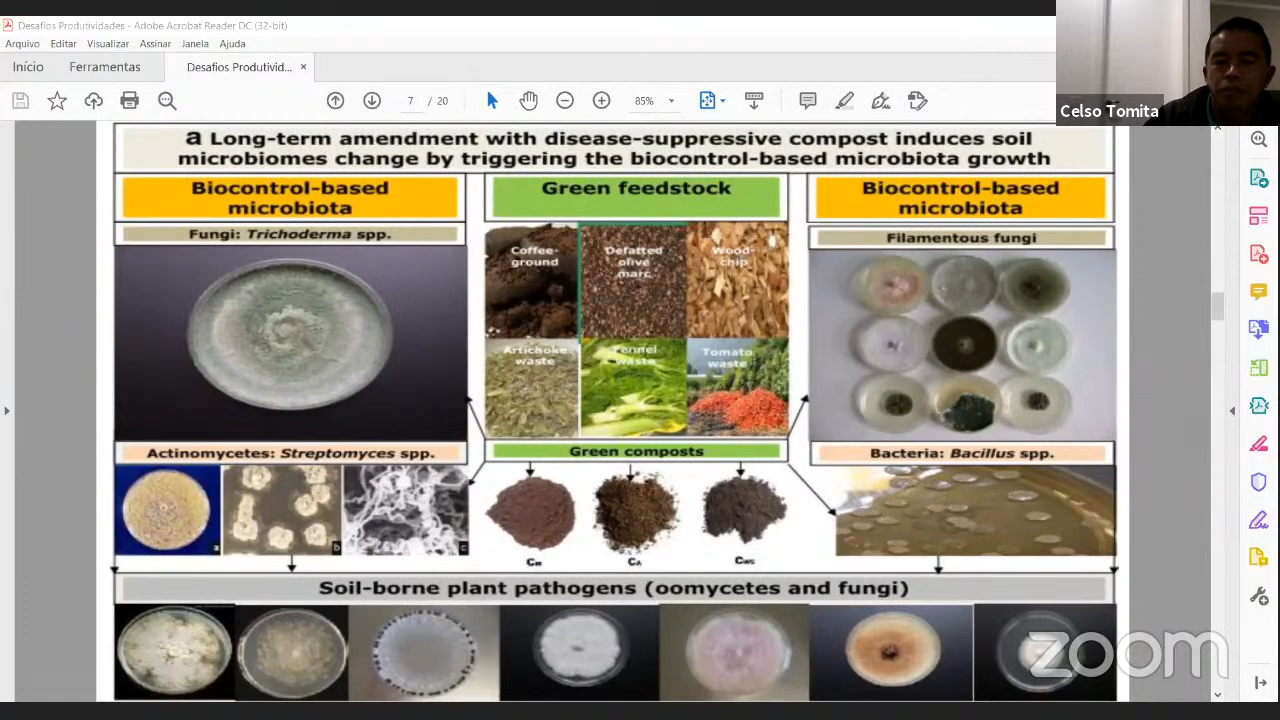 Desafios Produtividades - Adobe Acrobat Reader DC (32-bit)
Arquivo Editar Visualizar Assinar Janela Ajuda
Início Ferramentas Desafios Produtivid... ×
7 / 20 85%
Celso Tomita
a Long-term amendment with disease-suppressive compost induces soil
microbiomes change by triggering the biocontrol-based microbiota growth
Biocontrol-based
microbiota
Fungi: Trichoderma spp.
Actinomycetes: Streptomyces spp.
a b c
Green feedstock
Coffee-
ground
Defatted
olive
marc
Wood-
chip
Artichoke
waste
Fennel
waste
Tomato
waste
Green composts
CM CA CWC
Biocontrol-based
microbiota
Filamentous fungi
Bacteria: Bacillus spp.
Soil-borne plant pathogens (oomycetes and fungi)
zoom